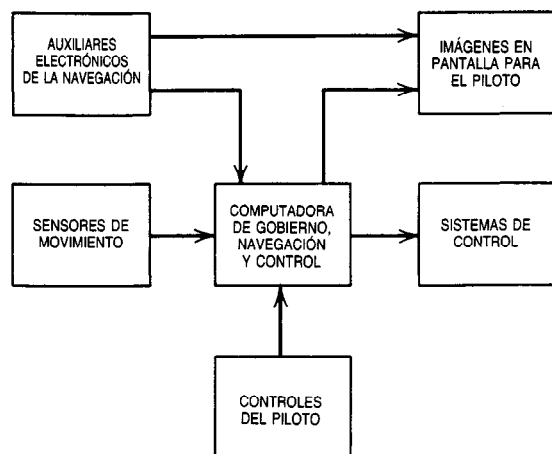 AUXILIARES
ELECTRÓNICOS
DE LA NAVEGACIÓN
IMÁGENES EN
PANTALLA PARA
EL PILOTO
SENSORES DE
MOVIMIENTO
COMPUTADORA
DE GOBIERNO,
NAVEGACIÓN
Y CONTROL
SISTEMAS DE
CONTROL
CONTROLES
DEL PILOTO